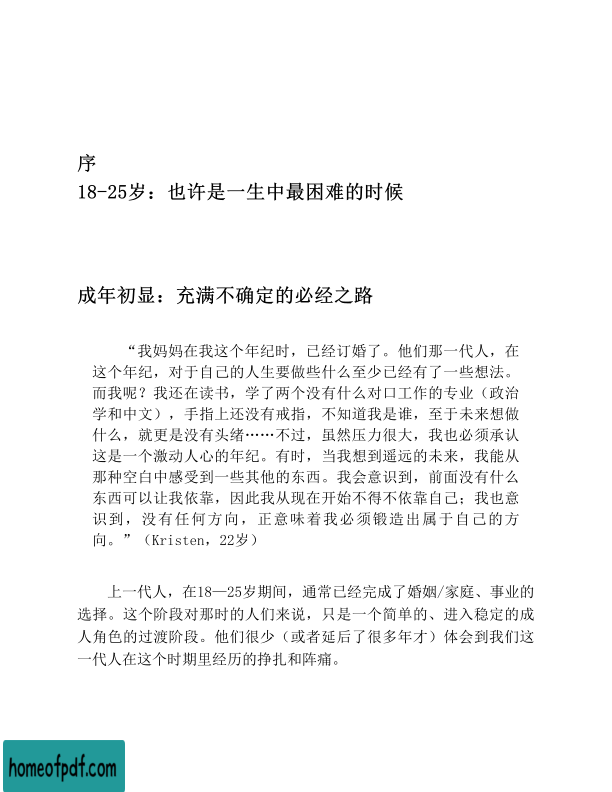 序
18-25岁：也许是一生中最困难的时候
成年初显：充满不确定的必经之路
“我妈妈在我这个年纪时，已经订婚了。他们那一代人，在
这个年纪，对于自己的人生要做些什么至少已经有了一些想法。
而我呢？我还在读书，学了两个没有什么对口工作的专业（政治
学和中文），手指上还没有戒指，不知道我是谁，至于未来想做
什么，就更是没有头绪……不过，虽然压力很大，我也必须承认
这是一个激动人心的年纪。有时，当我想到遥远的未来，我能从
那种空白中感受到一些其他的东西。我会意识到，前面没有什么
东西可以让我依靠，因此我从现在开始不得不依靠自己；我也意
识到，没有任何方向，正意味着我必须锻造出属于自己的方
向。”（Kristen，22岁）
上一代人，在18—25岁期间，通常已经完成了婚姻/家庭、事业的
选择。这个阶段对那时的人们来说，只是一个简单的、进入稳定的成
人角色的过渡阶段。他们很少（或者延后了很多年才）体会到我们这
一代人在这个时期里经历的挣扎和阵痛。
homeofpdf.com